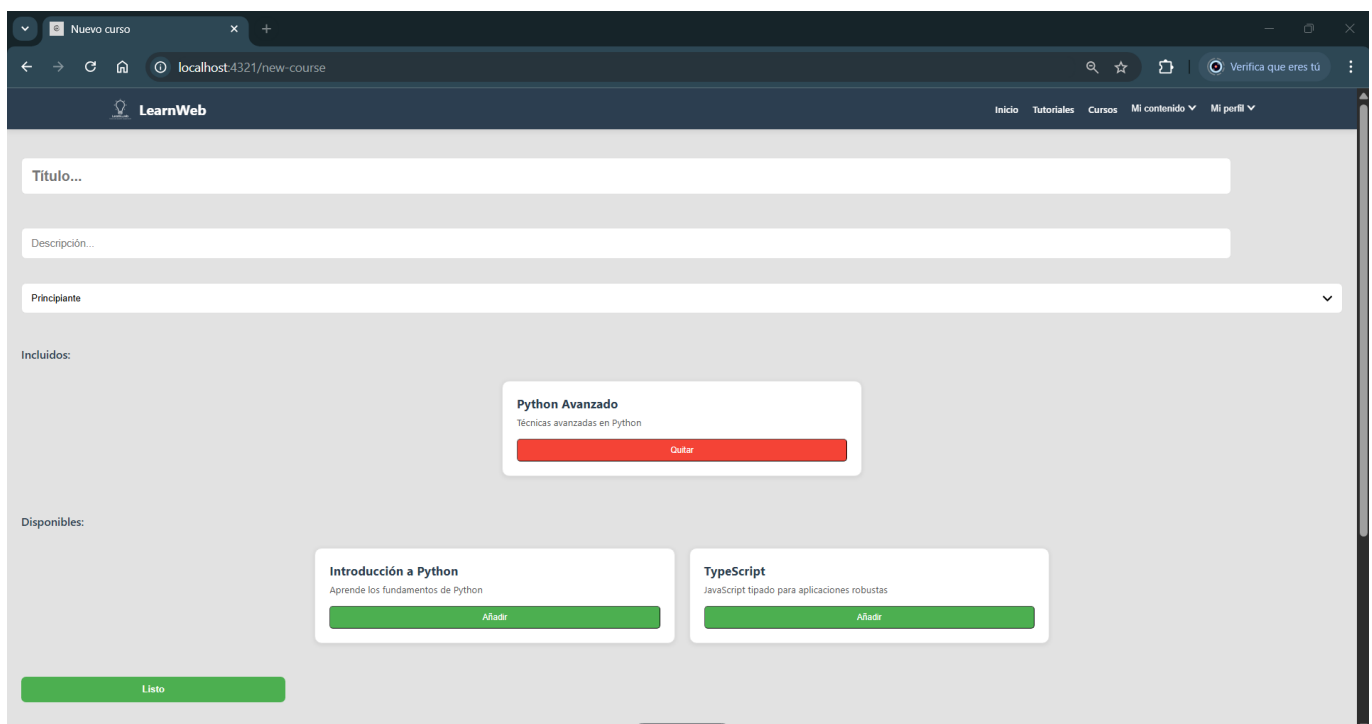 Nuevo curso
localhost:4321/new-course
Verifica que eres tú
LearnWeb
Inicio Tutoriales Cursos Mi contenido Mi perfil
Título...
Descripción...
Principiante
Incluidos:
Python Avanzado
Técnicas avanzadas en Python
Quitar
Disponibles:
Introducción a Python
Aprende los fundamentos de Python
Añadir
TypeScript
JavaScript tipado para aplicaciones robustas
Añadir
Listo